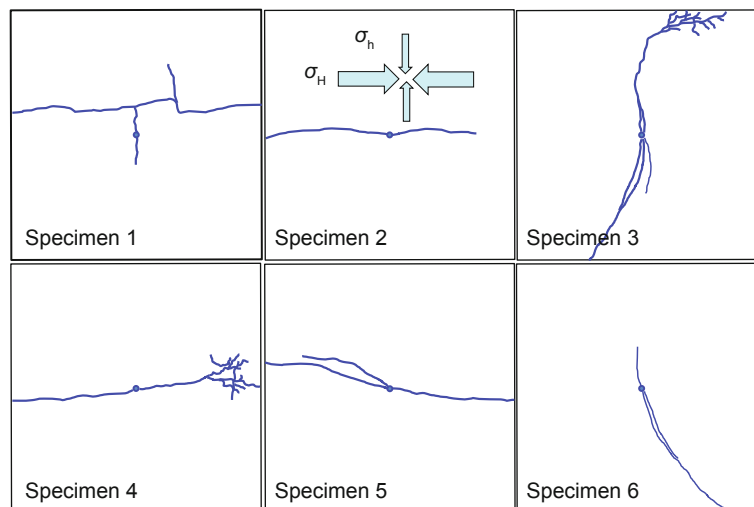 σh
σH
Specimen 1
Specimen 2
Specimen 3
Specimen 4
Specimen 5
Specimen 6